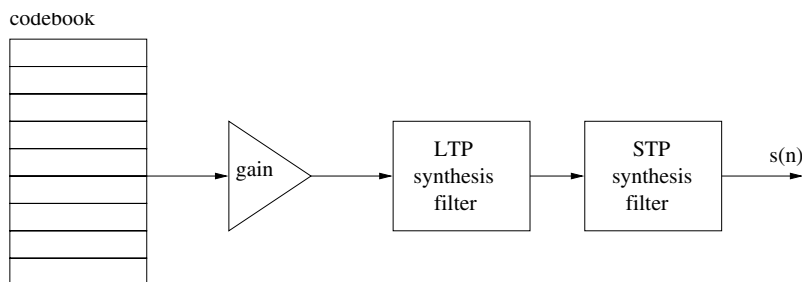 codebook
gain
LTP
synthesis
filter
STP
synthesis
filter
s(n)